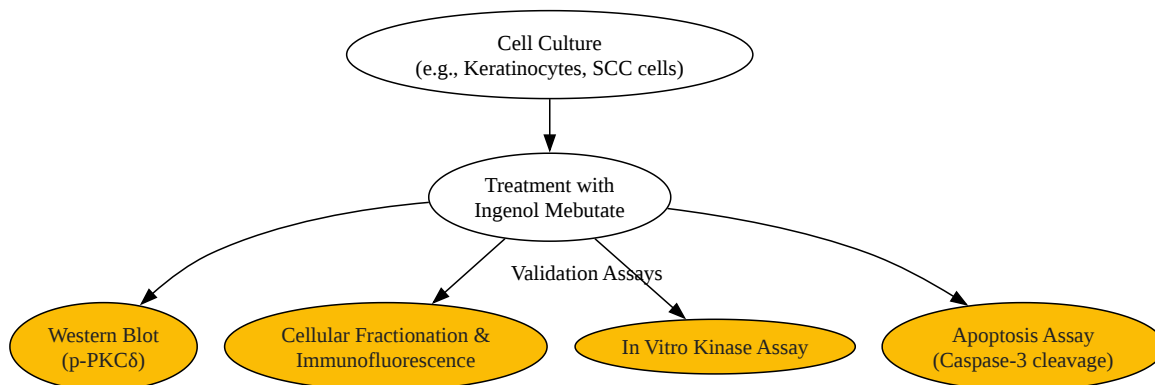 Cell Culture
(e.g., Keratinocytes, SCC cells)
Treatment with
Ingenol Mebutate
Validation Assays
Western Blot
(p-PKCδ)
Cellular Fractionation &
Immunofluorescence
In Vitro Kinase Assay
Apoptosis Assay
(Caspase-3 cleavage)